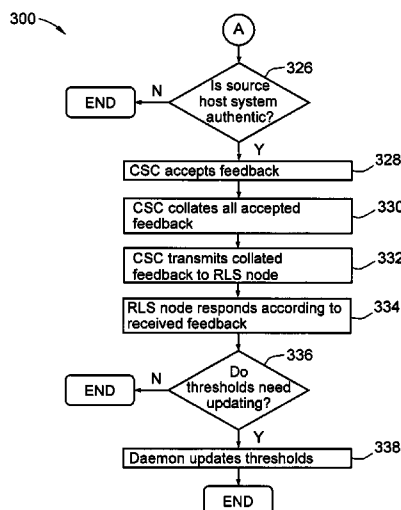 300
A
326
Is source
host system
authentic?
N
END
Y
CSC accepts feedback
328
CSC collates all accepted
feedback
330
CSC transmits collated
feedback to RLS node
332
RLS node responds according to
received feedback
334
336
Do
thresholds need
updating?
N
END
Y
Daemon updates thresholds
338
END